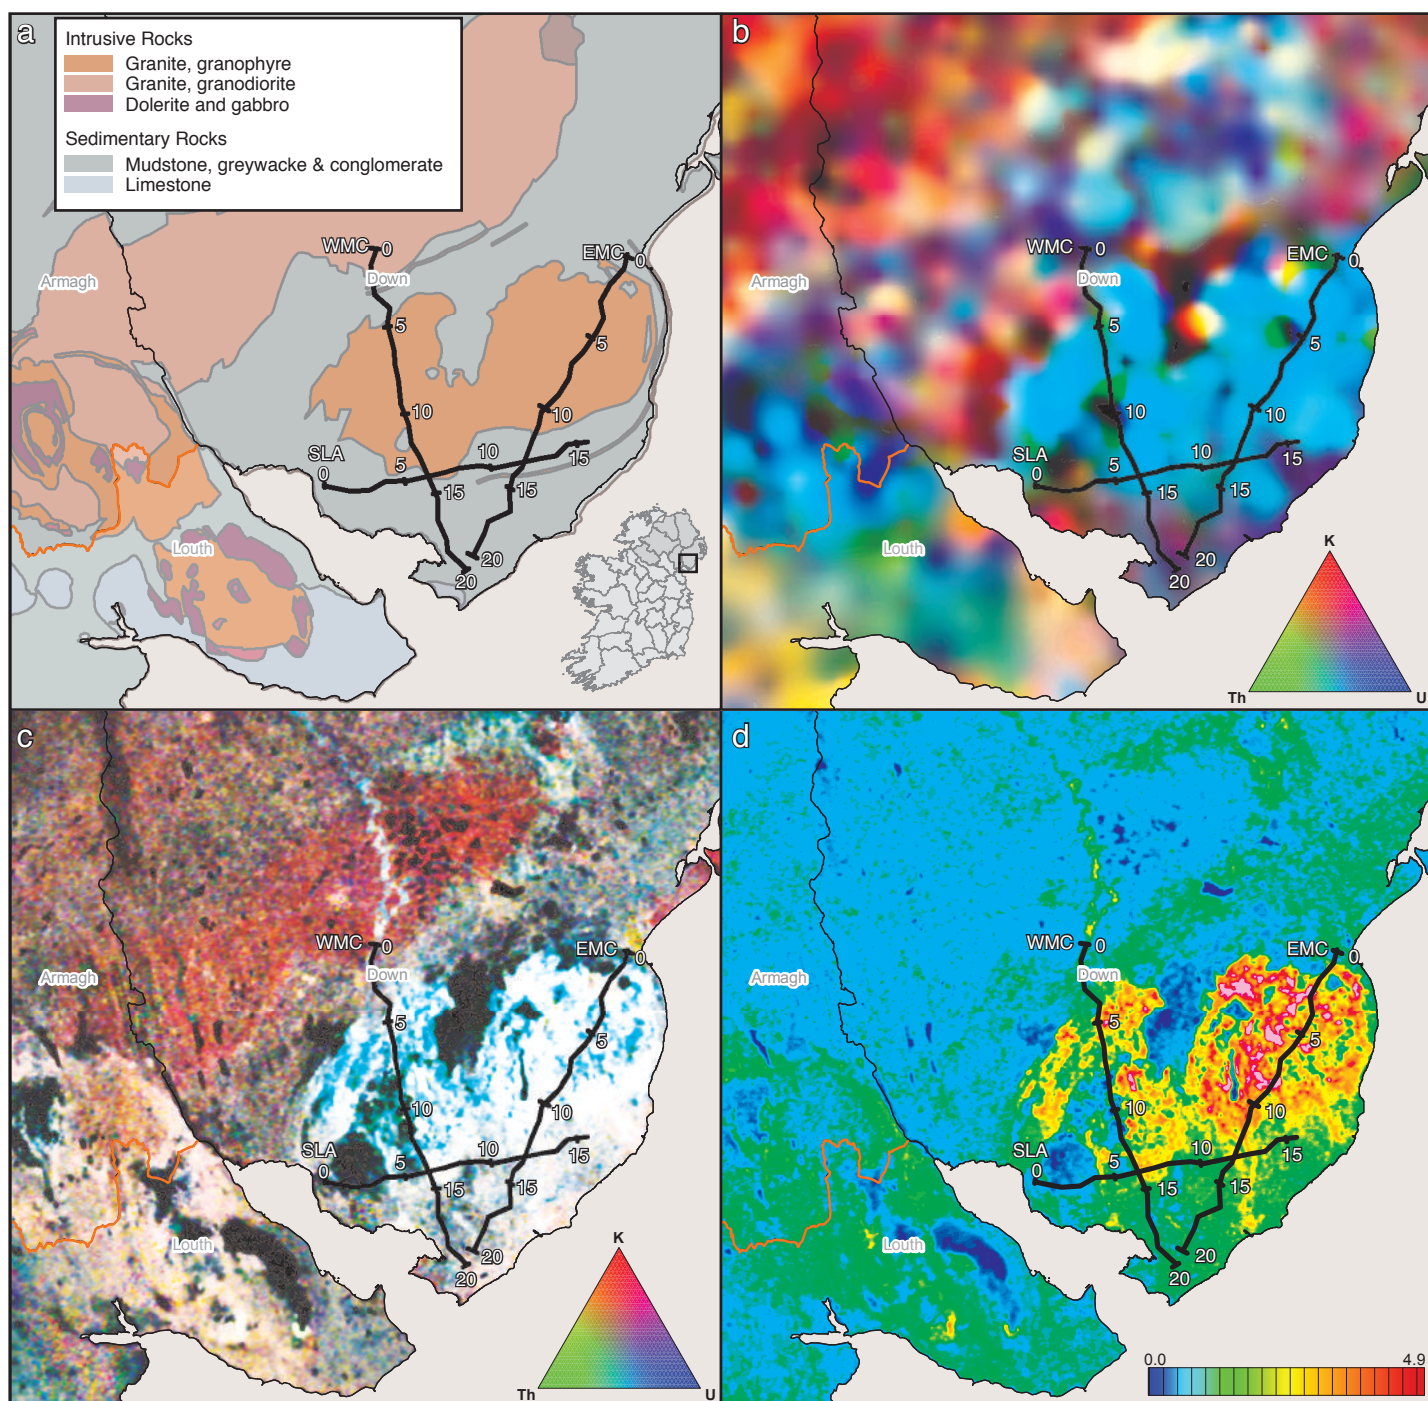 a
Intrusive Rocks
Granite, granophyre
Granite, granodiorite
Dolerite and gabbro
Sedimentary Rocks
Mudstone, greywacke & conglomerate
Limestone
WMC 0
EMC 0
Armagh
Down
5
5
10
10
SLA
0
5
10
15
15
15
Louth
20
20
b
WMC 0
EMC 0
Armagh
Down
5
5
10
10
SLA
0
5
10
15
15
15
Louth
20
20
K
Th U
c
WMC 0
EMC 0
Armagh
Down
5
5
10
10
SLA
0
5
10
15
15
15
Louth
20
20
K
Th U
d
WMC 0
EMC 0
Armagh
Down
5
5
10
10
SLA
0
5
10
15
15
15
Louth
20
20
0.0 4.9